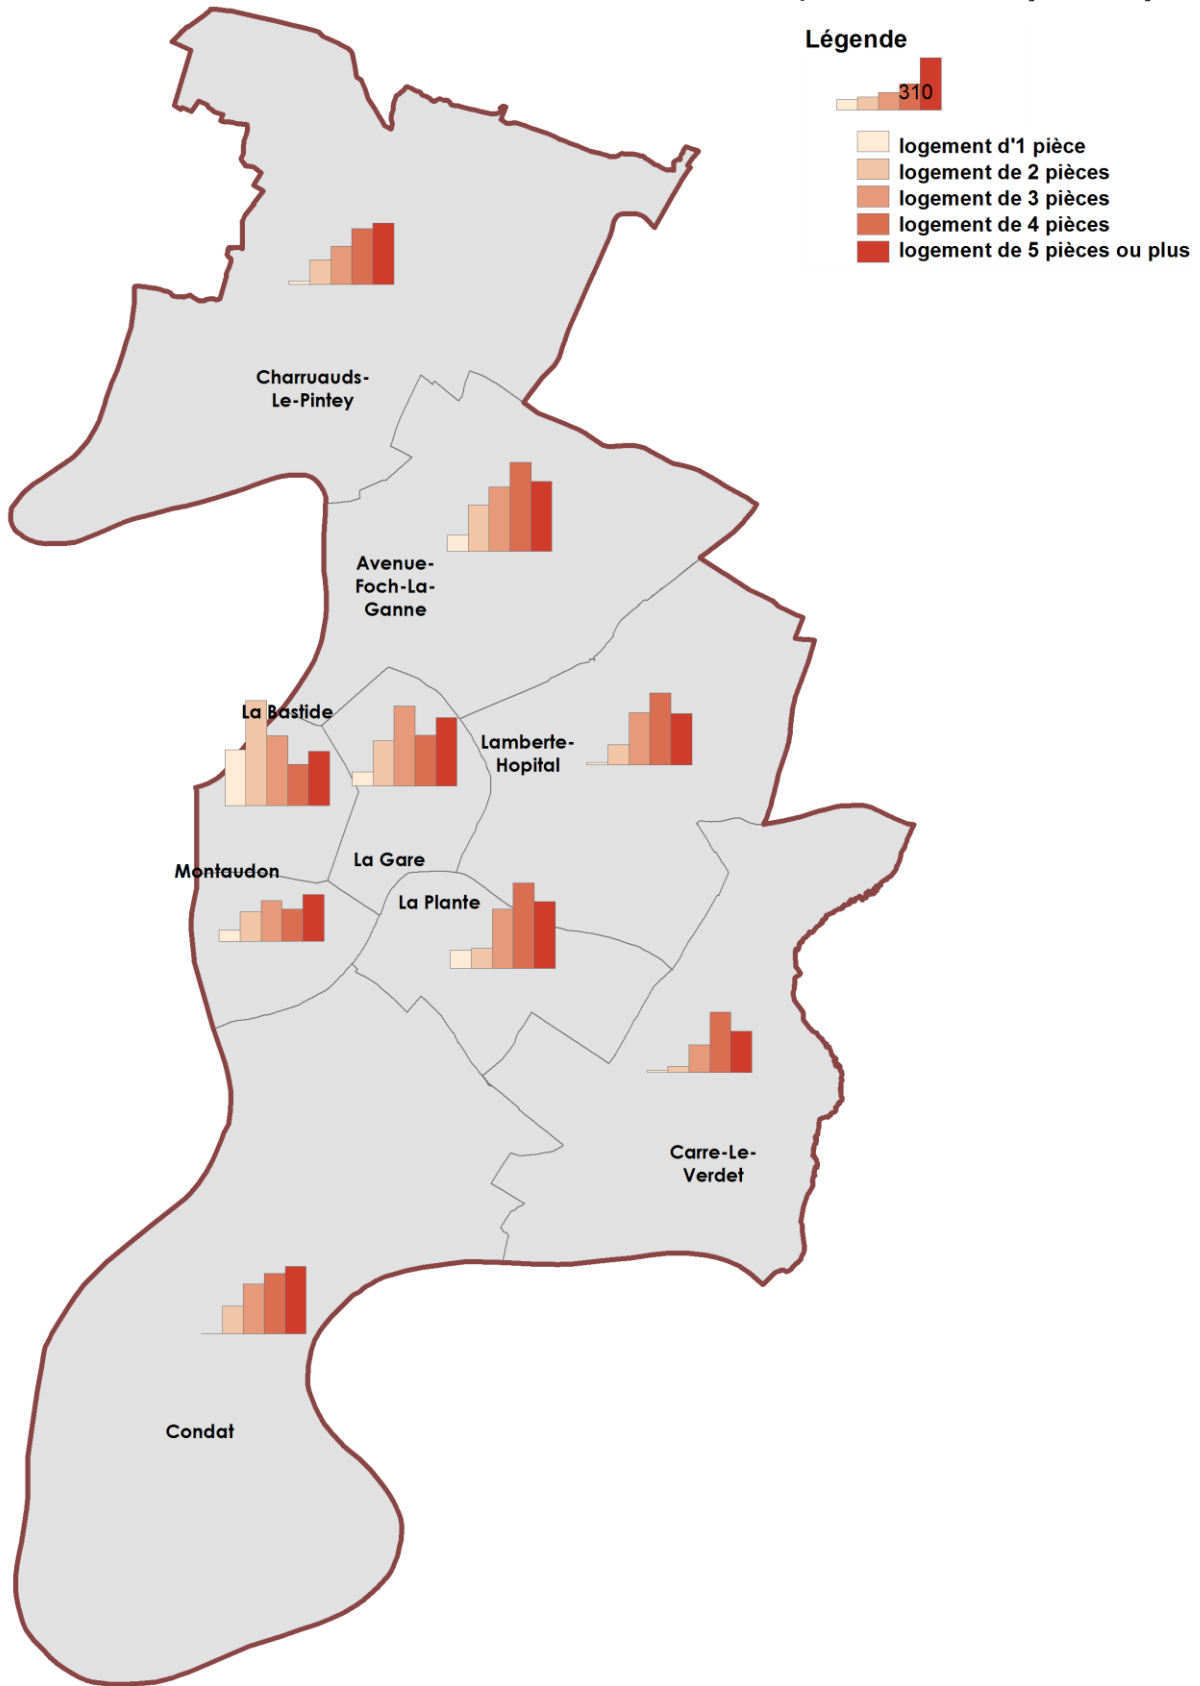 Légende
310
logement d'1 pièce
logement de 2 pièces
logement de 3 pièces
logement de 4 pièces
logement de 5 pièces ou plus
Charruauds-
Le-Pintey
Avenue-
Foch-La-
Ganne
La Bastide
Lamberte-
Hopital
La Gare
Montaudon
La Plante
Carre-Le-
Verdet
Condat